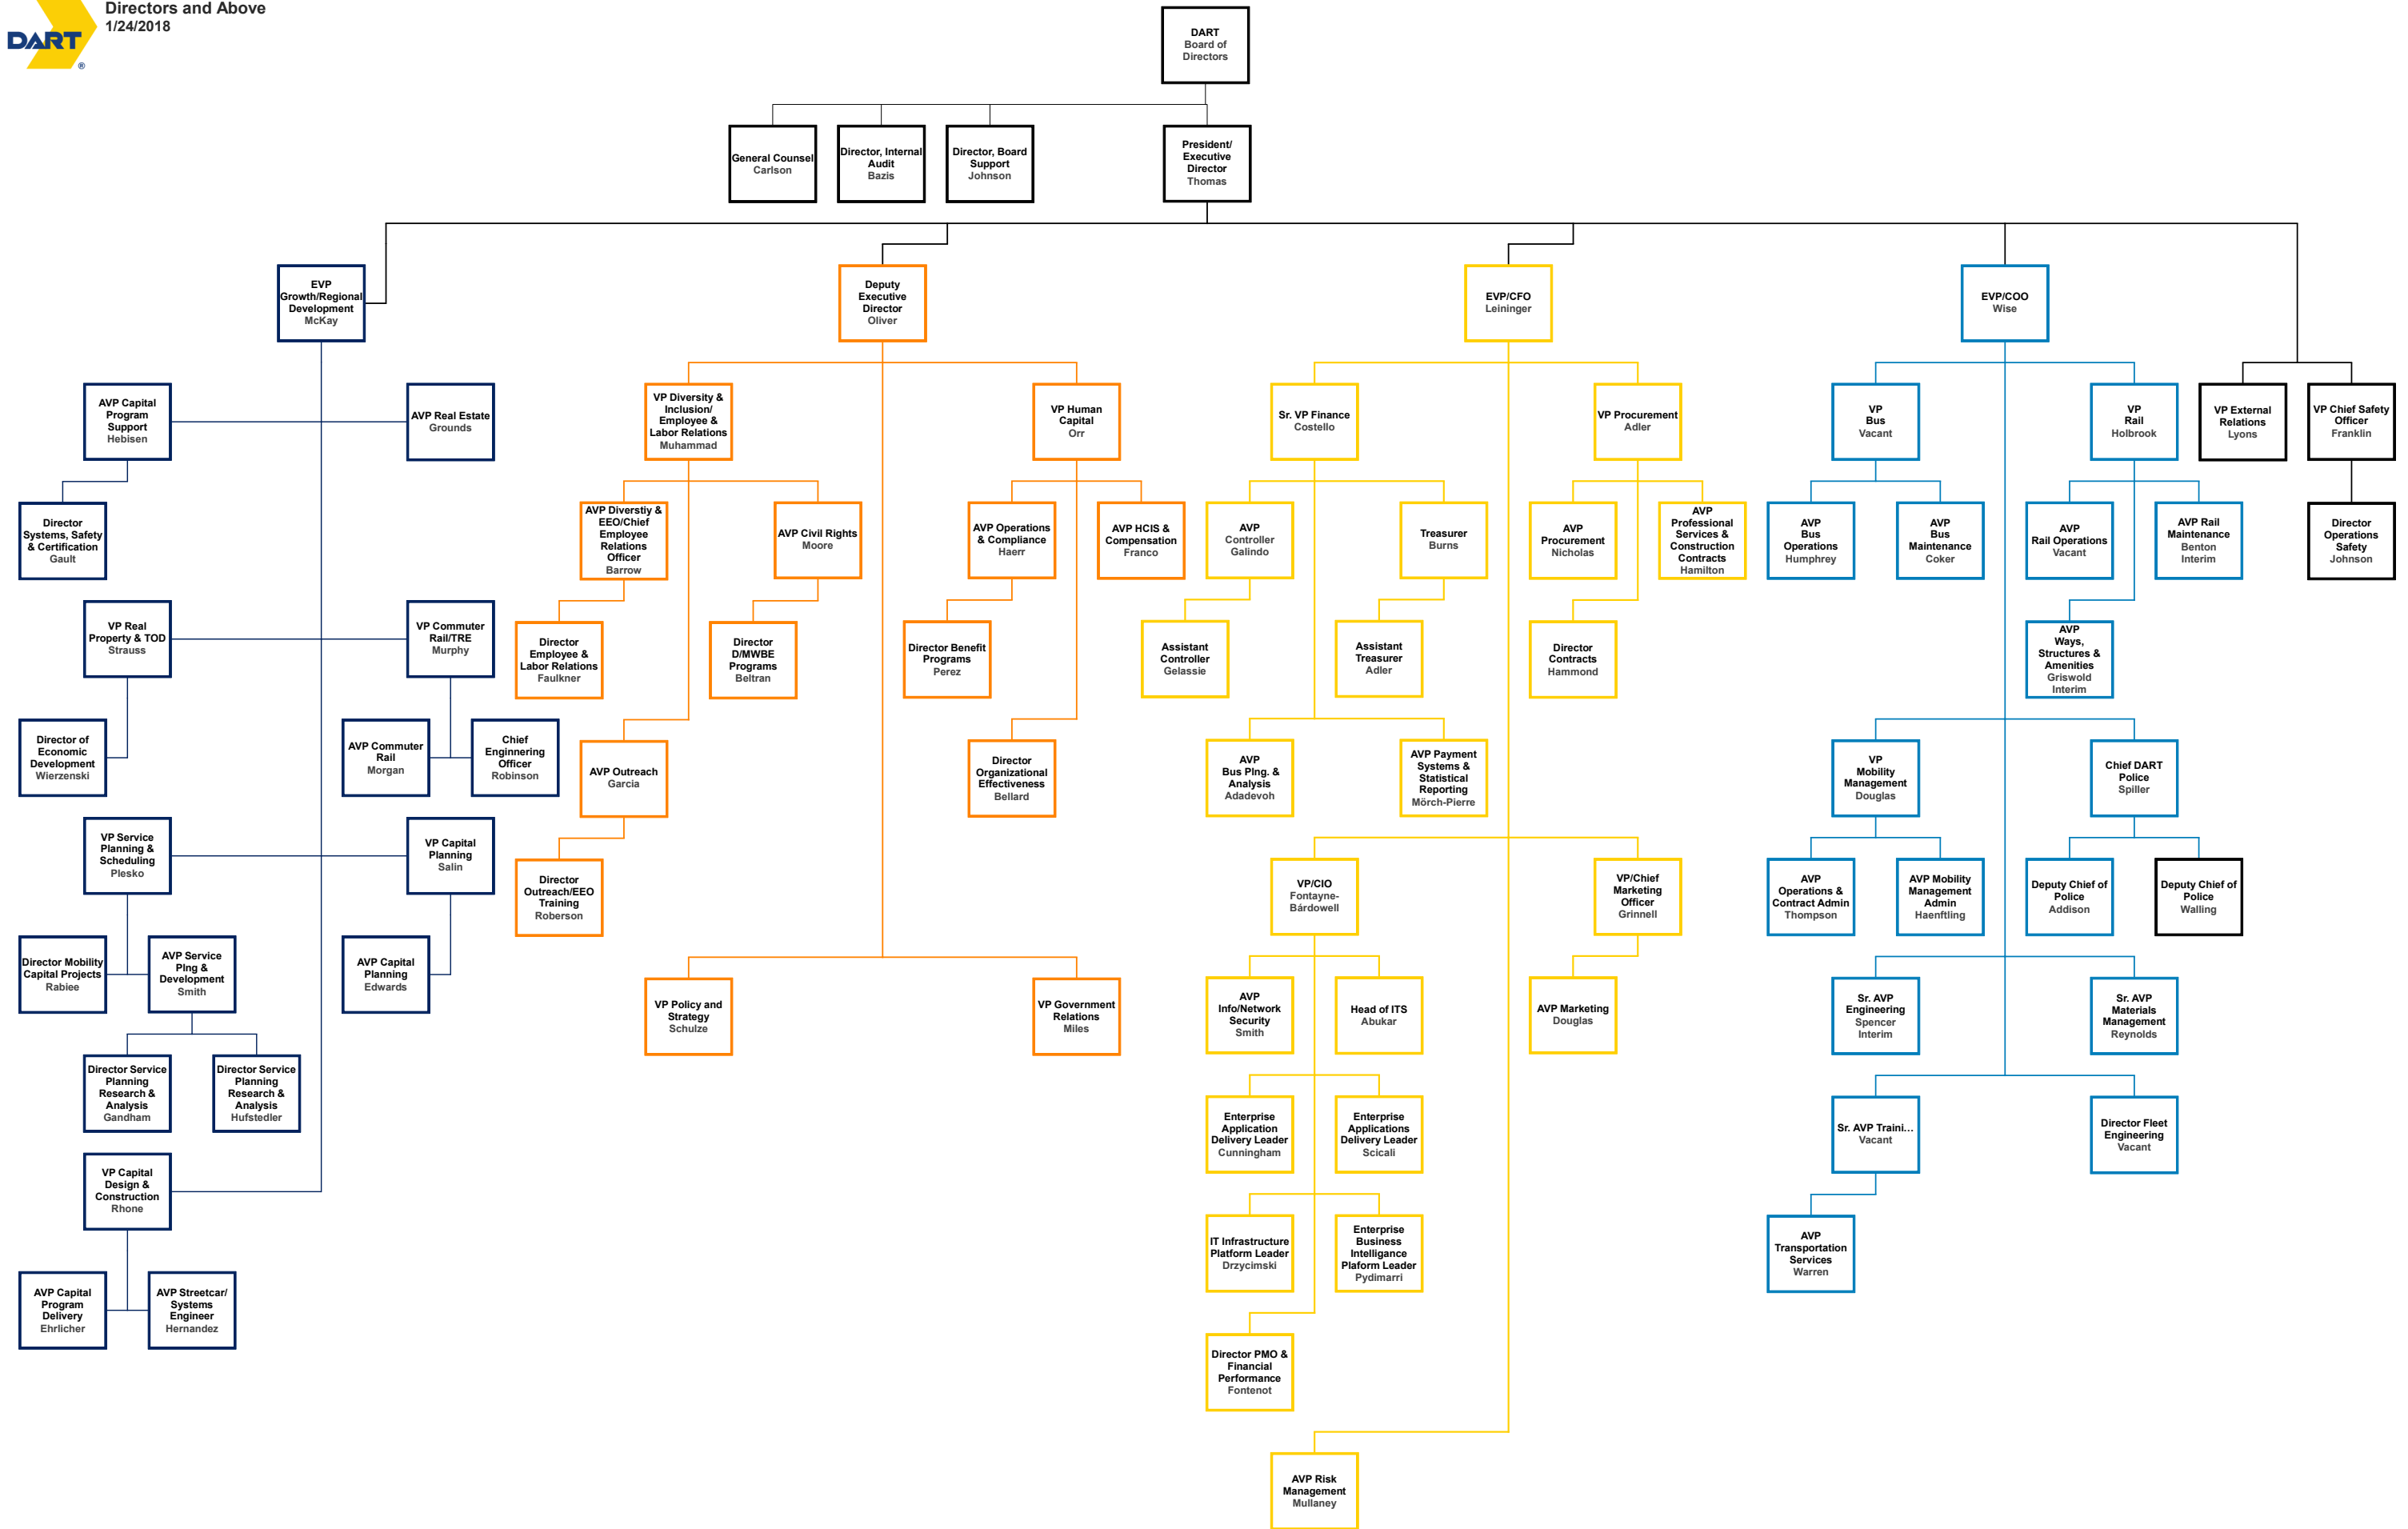 Directors and Above
1/24/2018
DART
®
DART
Board of
Directors
General Counsel
Carlson
Director, Internal
Audit
Bazis
Director, Board
Support
Johnson
President/
Executive
Director
Thomas
EVP
Growth/Regional
Development
McKay
Deputy
Executive
Director
Oliver
EVP/CFO
Leininger
EVP/COO
Wise
AVP Capital
Program
Support
Hebisen
AVP Real Estate
Grounds
VP Diversity &
Inclusion/
Employee &
Labor Relations
Muhammad
VP Human
Capital
Orr
Sr. VP Finance
Costello
VP Procurement
Adler
VP
Bus
Vacant
VP
Rail
Holbrook
VP External
Relations
Lyons
VP Chief Safety
Officer
Franklin
Director
Systems, Safety
& Certification
Gault
AVP Diverstiy &
EEO/Chief
Employee
Relations
Officer
Barrow
AVP Civil Rights
Moore
AVP Operations
& Compliance
Haerr
AVP HCIS &
Compensation
Franco
AVP
Controller
Galindo
Treasurer
Burns
AVP
Procurement
Nicholas
AVP
Professional
Services &
Construction
Contracts
Hamilton
AVP
Bus
Operations
Humphrey
AVP
Bus
Maintenance
Coker
AVP
Rail Operations
Vacant
AVP Rail
Maintenance
Benton
Interim
Director
Operations
Safety
Johnson
VP Real
Property & TOD
Strauss
VP Commuter
Rail/TRE
Murphy
Director
Employee &
Labor Relations
Faulkner
Director
D/MWBE
Programs
Beltran
Director Benefit
Programs
Perez
Assistant
Controller
Gelassie
Assistant
Treasurer
Adler
Director
Contracts
Hammond
AVP
Ways,
Structures &
Amenities
Griswold
Interim
Director of
Economic
Development
Wierzenski
AVP Commuter
Rail
Morgan
Chief
Enginnering
Officer
Robinson
AVP Outreach
Garcia
Director
Organizational
Effectiveness
Bellard
AVP
Bus Plng. &
Analysis
Adadevoh
AVP Payment
Systems &
Statistical
Reporting
Mörch-Pierre
VP
Mobility
Management
Douglas
Chief DART
Police
Spiller
VP Service
Planning &
Scheduling
Plesko
VP Capital
Planning
Salin
Director
Outreach/EEO
Training
Roberson
VP/CIO
Fontayne-
Bárdowell
VP/Chief
Marketing
Officer
Grinnell
AVP
Operations &
Contract Admin
Thompson
AVP Mobility
Management
Admin
Haenftling
Deputy Chief of
Police
Addison
Deputy Chief of
Police
Walling
Director Mobility
Capital Projects
Rabiee
AVP Service
Plng &
Development
Smith
AVP Capital
Planning
Edwards
VP Policy and
Strategy
Schulze
VP Government
Relations
Miles
AVP
Info/Network
Security
Smith
Head of ITS
Abukar
AVP Marketing
Douglas
Sr. AVP
Engineering
Spencer
Interim
Sr. AVP
Materials
Management
Reynolds
Director Service
Planning
Research &
Analysis
Gandham
Director Service
Planning
Research &
Analysis
Hufstedler
Enterprise
Application
Delivery Leader
Cunningham
Enterprise
Applications
Delivery Leader
Scicali
Sr. AVP Traini...
Vacant
Director Fleet
Engineering
Vacant
VP Capital
Design &
Construction
Rhone
IT Infrastructure
Platform Leader
Drzycimski
Enterprise
Business
Intelligance
Plaform Leader
Pydimarri
AVP
Transportation
Services
Warren
AVP Capital
Program
Delivery
Ehrlicher
AVP Streetcar/
Systems
Engineer
Hernandez
Director PMO &
Financial
Performance
Fontenot
AVP Risk
Management
Mullaney